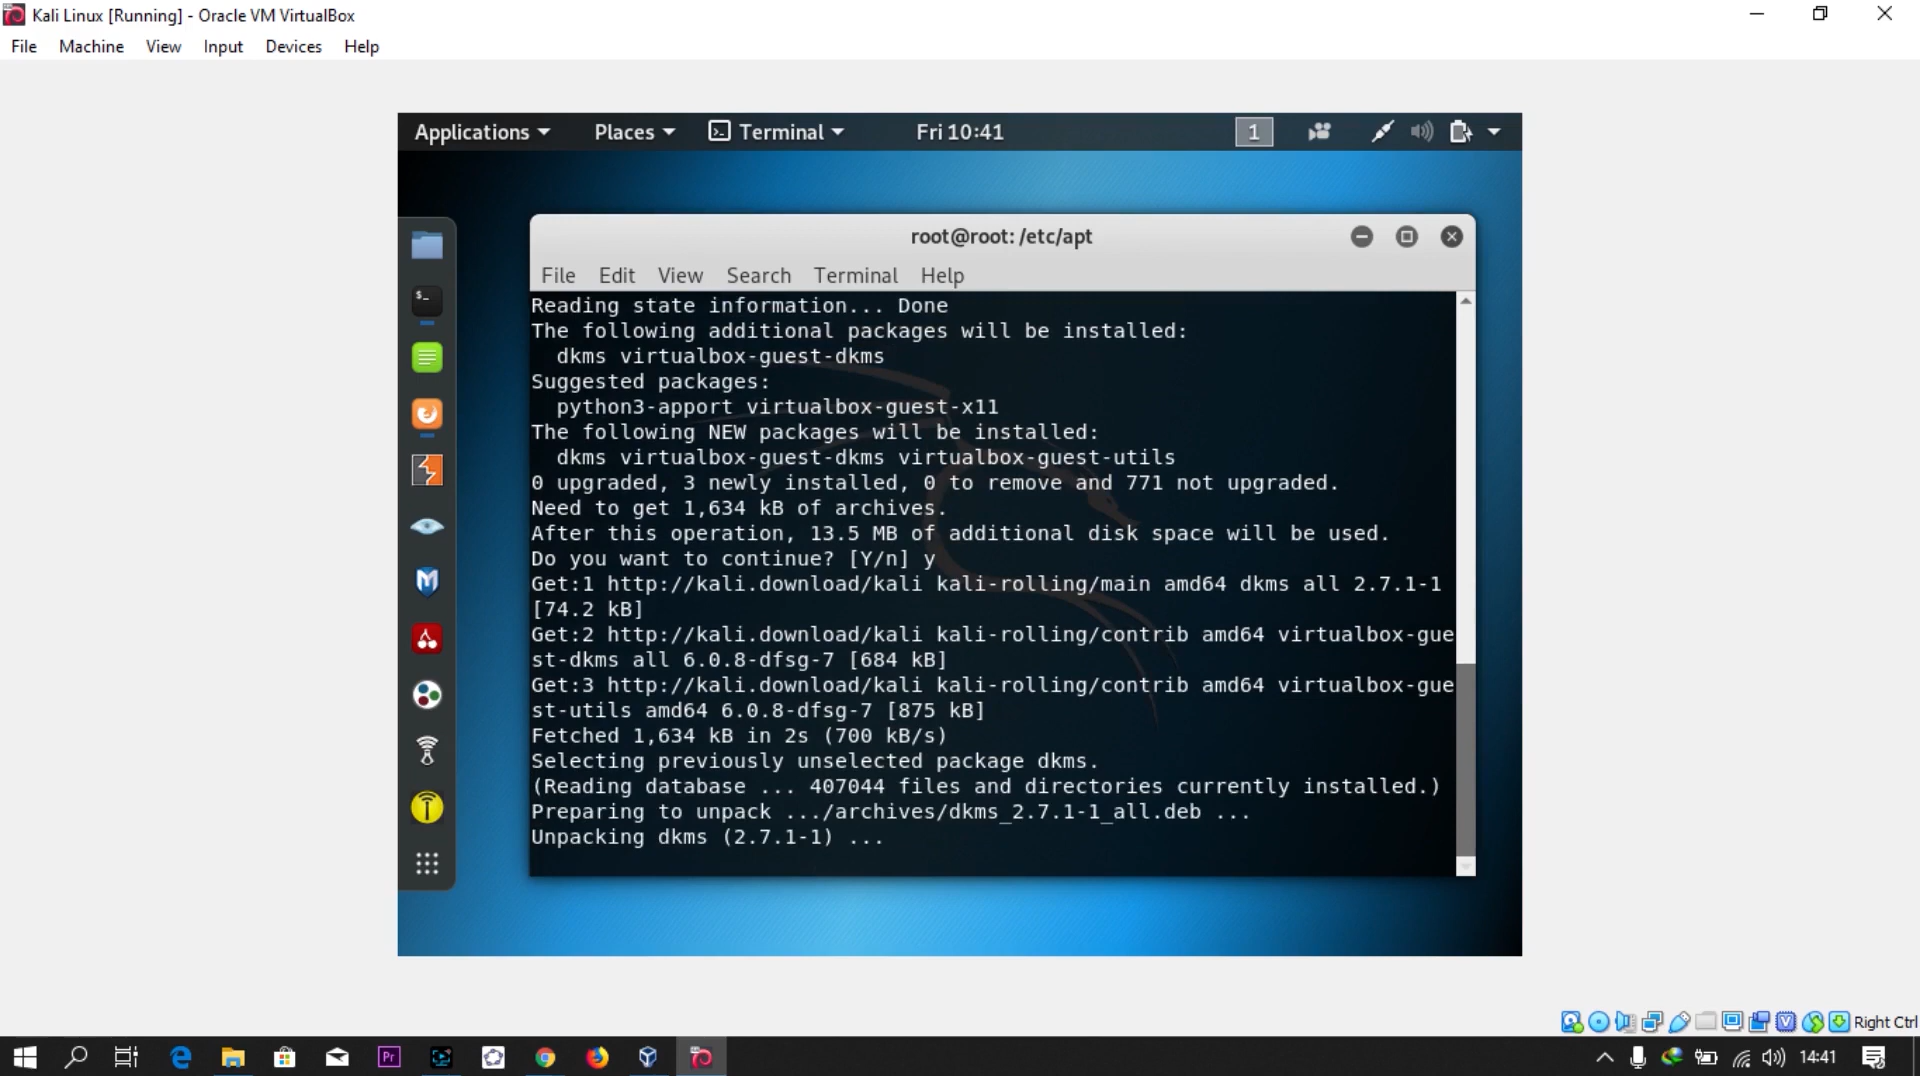 Kali Linux [Running] - Oracle VM VirtualBox
File Machine View Input Devices Help
Applications Places Terminal Fri 10:41 1
root@root: /etc/apt
File Edit View Search Terminal Help
Reading state information... Done
The following additional packages will be installed:
  dkms virtualbox-guest-dkms
Suggested packages:
  python3-apport virtualbox-guest-x11
The following NEW packages will be installed:
  dkms virtualbox-guest-dkms virtualbox-guest-utils
0 upgraded, 3 newly installed, 0 to remove and 771 not upgraded.
Need to get 1,634 kB of archives.
After this operation, 13.5 MB of additional disk space will be used.
Do you want to continue? [Y/n] y
Get:1 http://kali.download/kali kali-rolling/main amd64 dkms all 2.7.1-1
[74.2 kB]
Get:2 http://kali.download/kali kali-rolling/contrib amd64 virtualbox-gue
st-dkms all 6.0.8-dfsg-7 [684 kB]
Get:3 http://kali.download/kali kali-rolling/contrib amd64 virtualbox-gue
st-utils amd64 6.0.8-dfsg-7 [875 kB]
Fetched 1,634 kB in 2s (700 kB/s)
Selecting previously unselected package dkms.
(Reading database ... 407044 files and directories currently installed.)
Preparing to unpack .../archives/dkms_2.7.1-1_all.deb ...
Unpacking dkms (2.7.1-1) ...
Right Ctrl
Pr
14:41